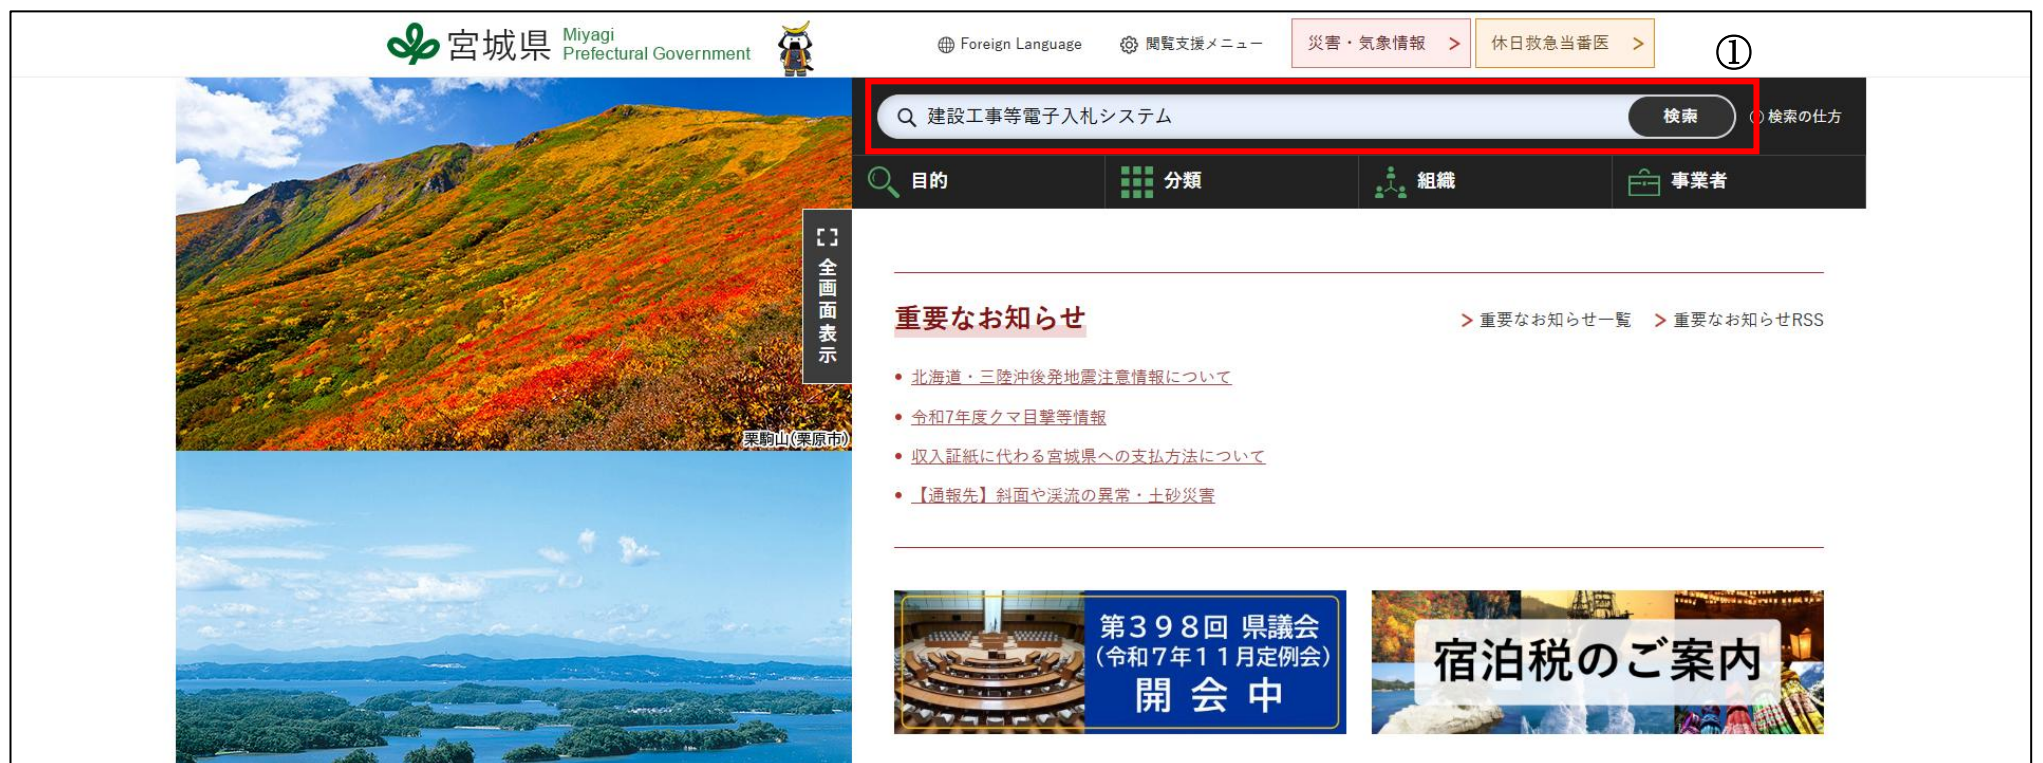 宮城県 Miyagi
Prefectural Government
Foreign Language
閲覧支援メニュー
災害・気象情報
休日救急当番医
①
建設工事等電子入札システム
検索
検索の仕方
目的
分類
組織
事業者
全画面表示
栗駒山(栗原市)
重要なお知らせ
重要なお知らせ一覧
重要なお知らせRSS
北海道・三陸沖後発地震注意情報について
令和7年度クマ目撃等情報
収入証紙に代わる宮城県への支払方法について
【通報先】斜面や渓流の異常・土砂災害
第398回 県議会
(令和7年11月定例会)
開会中
宿泊税のご案内